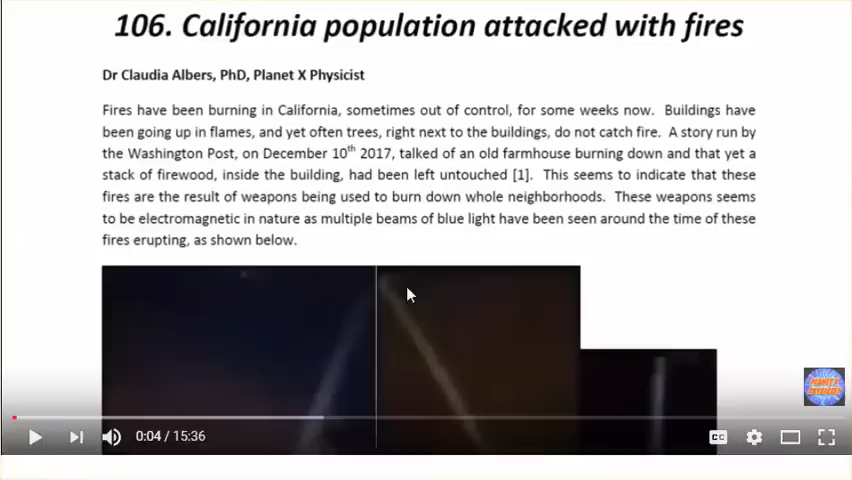 106. California population attacked with fires
Dr Claudia Albers, PhD, Planet X Physicist
Fires have been burning in California, sometimes out of control, for some weeks now. Buildings have
been going up in flames, and yet often trees, right next to the buildings, do not catch fire. A story run by
the Washington Post, on December 10th 2017, talked of an old farmhouse burning down and that yet a
stack of firewood, inside the building, had been left untouched [1]. This seems to indicate that these
fires are the result of weapons being used to burn down whole neighborhoods. These weapons seems
to be electromagnetic in nature as multiple beams of blue light have been seen around the time of these
fires erupting, as shown below.
PLANET X
0:04 / 15:36
CC